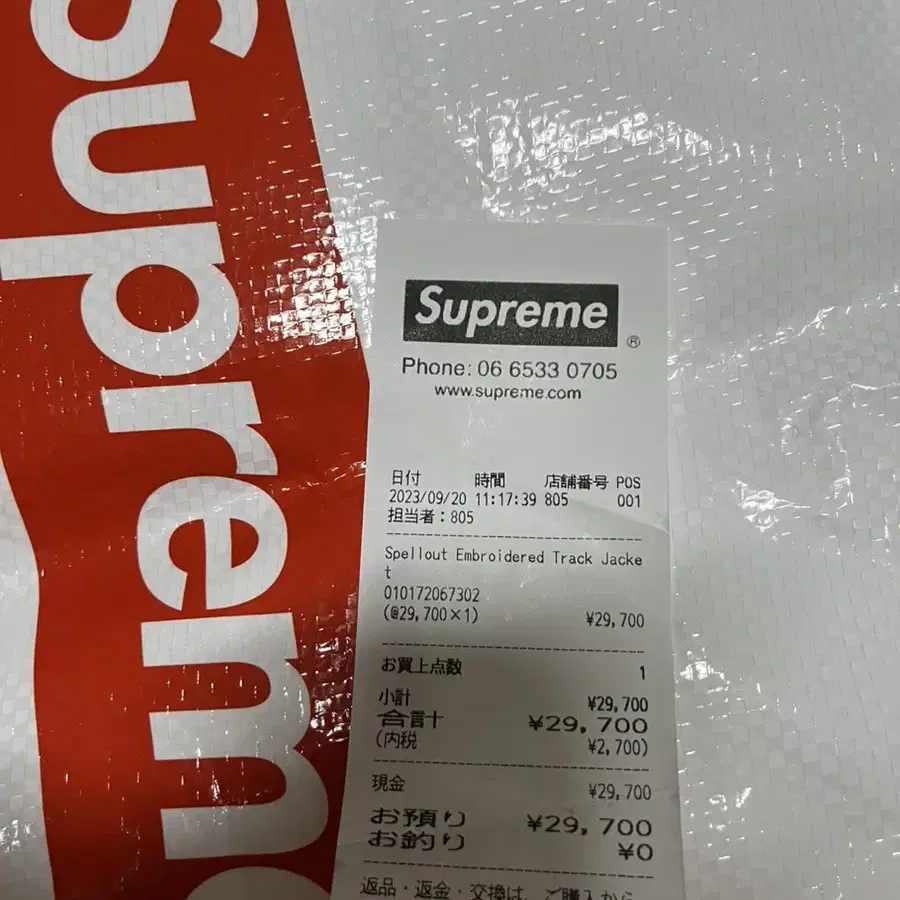 Supreme
Supreme®
Phone: 06 6533 0705
www.supreme.com
日付 時間 店舗番号 POS
2023/09/20 11:17:39 805 001
担当者：805
Spellout Embroidered Track Jacke
t
010172067302
(@29,700×1) ¥29,700
お買上点数 1
小計 ¥29,700
合計 ¥29,700
(内税 ¥2,700)
現金 ¥29,700
お預り ¥29,700
お釣り ¥0
返品・返金・交換は、ご購入から